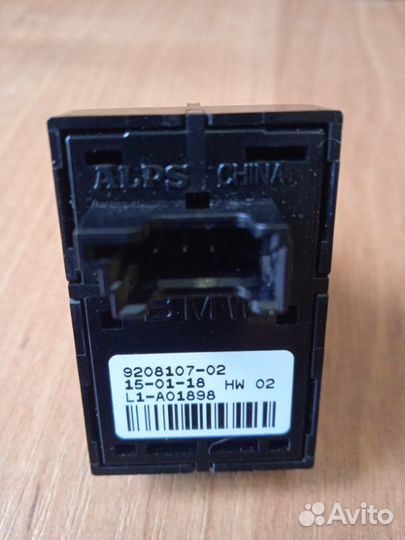 ALPS CHINA
BMW
9208107-02
15-01-18 HW 02
L1-A01898
Avito